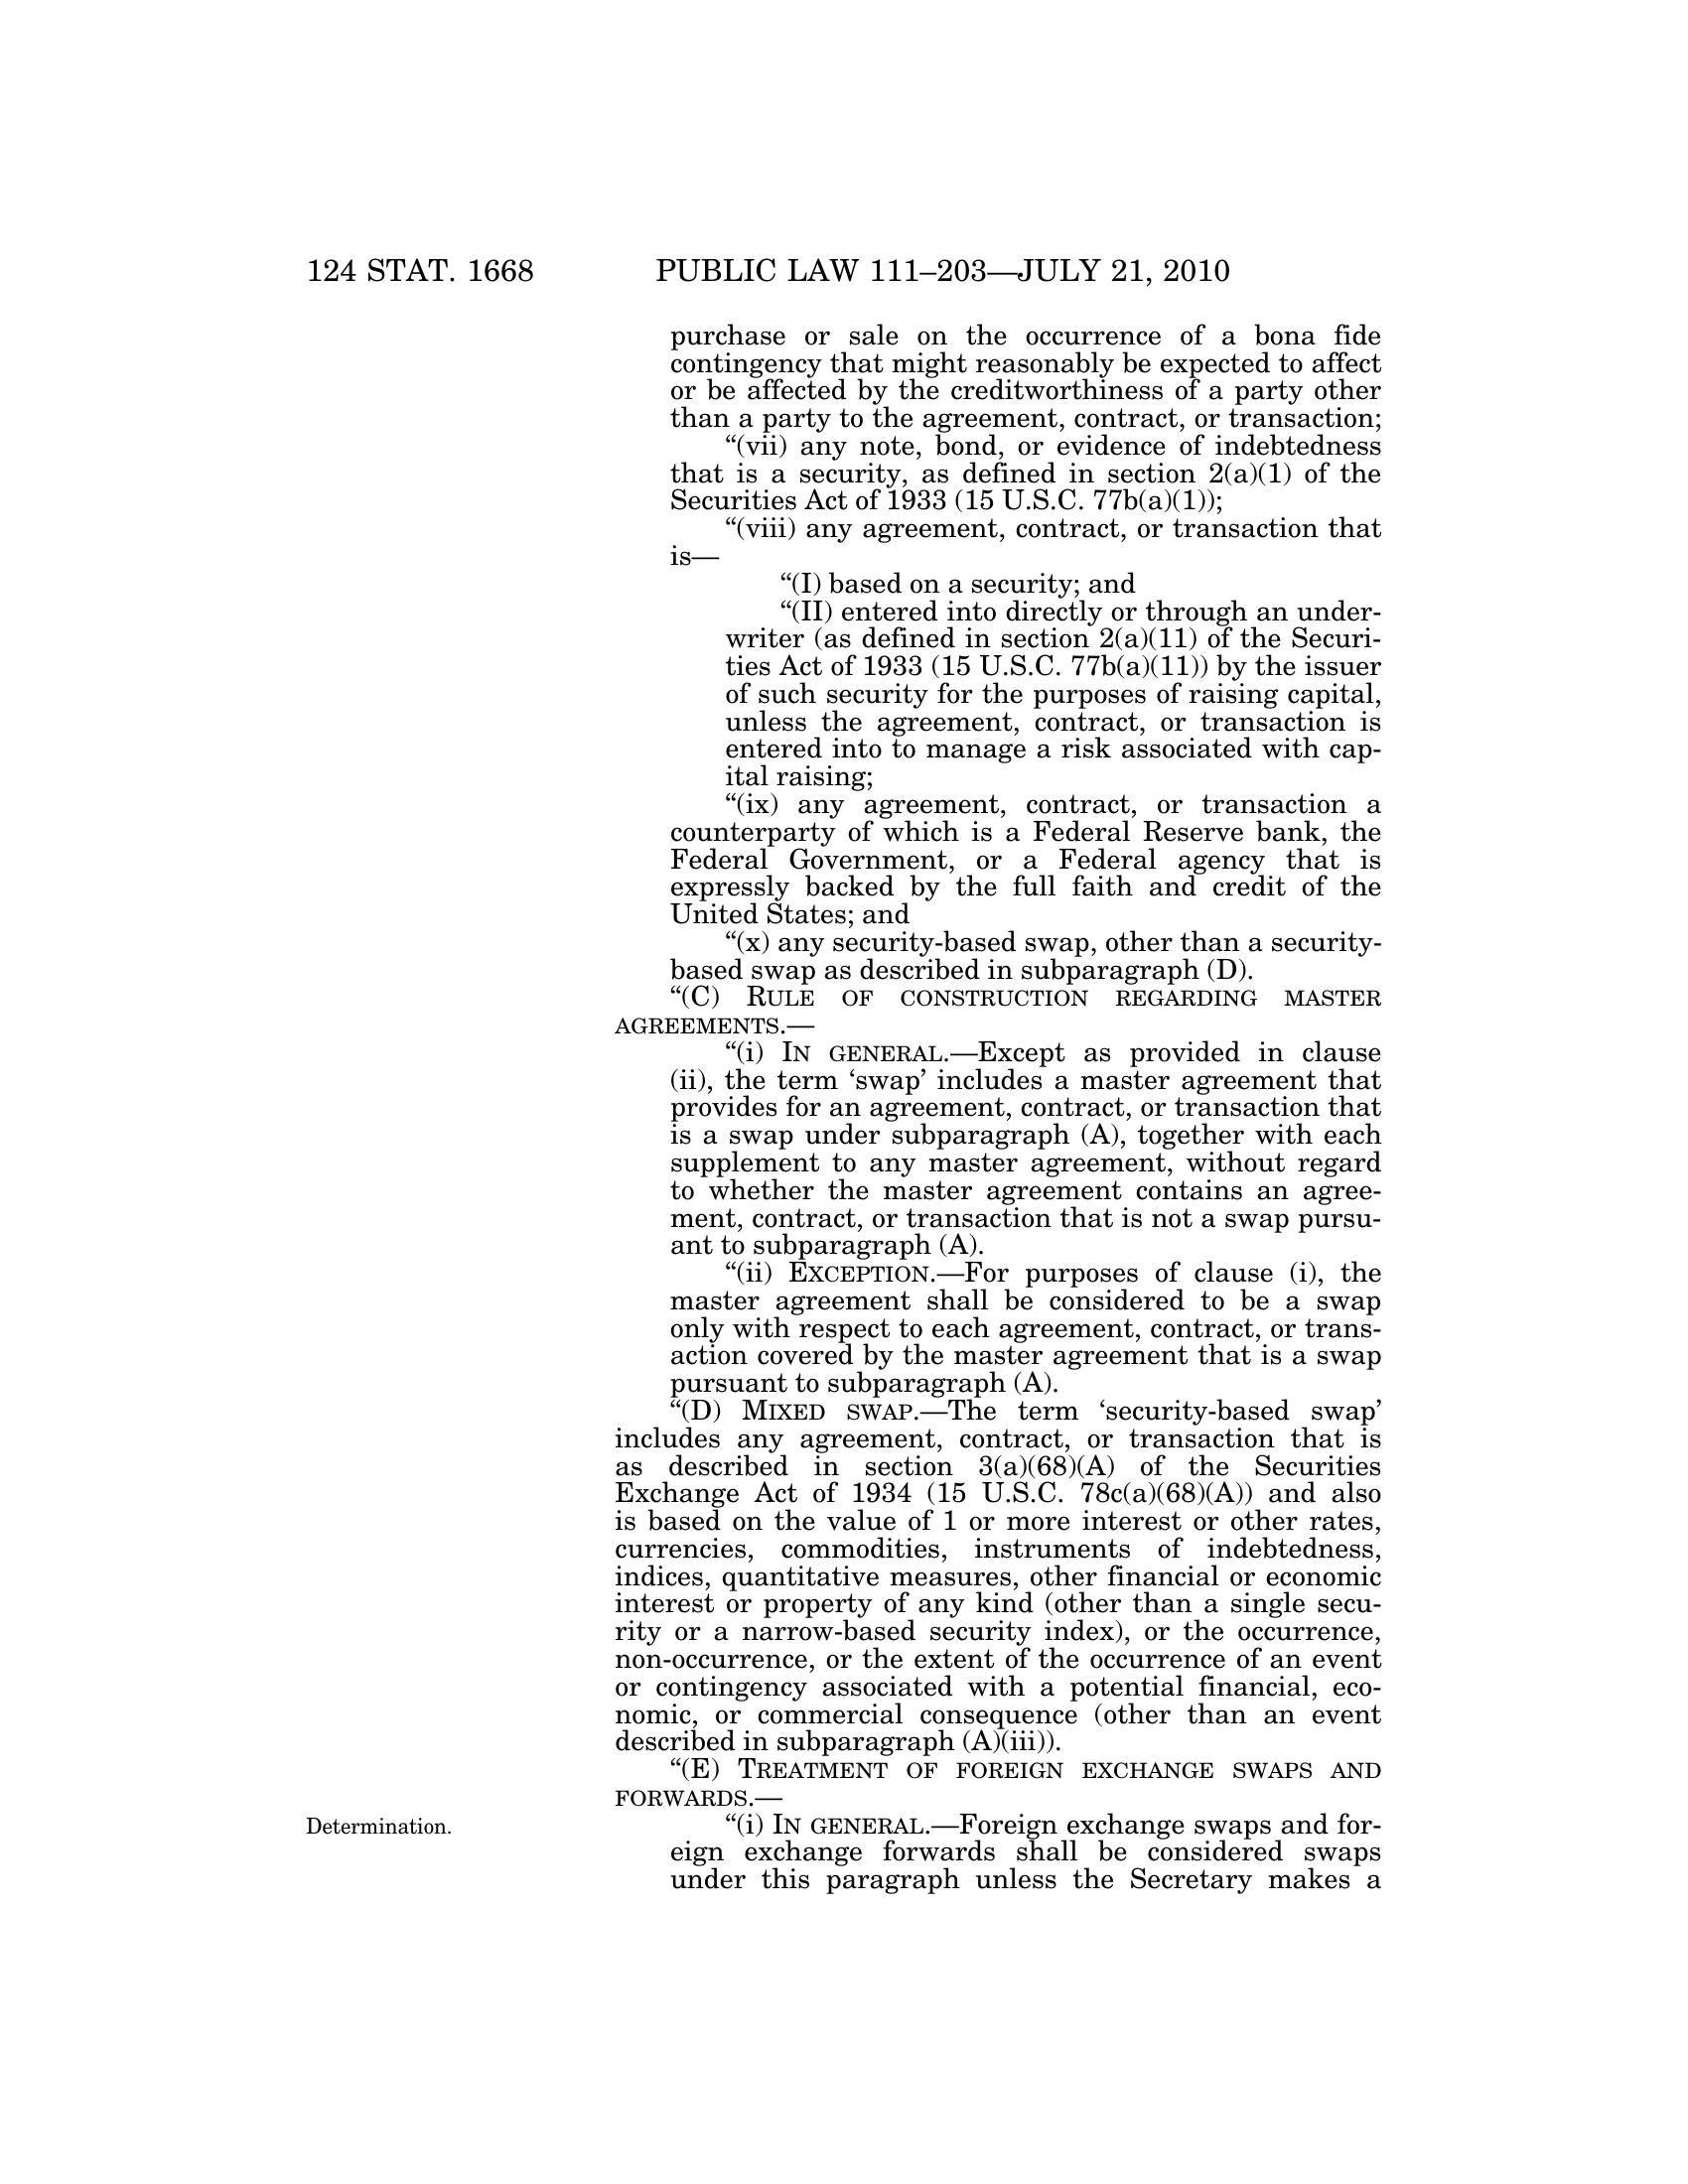 124 STAT. 1668 PUBLIC LAW 111–203—JULY 21, 2010
purchase or sale on the occurrence of a bona fide
contingency that might reasonably be expected to affect
or be affected by the creditworthiness of a party other
than a party to the agreement, contract, or transaction;
“(vii) any note, bond, or evidence of indebtedness
that is a security, as defined in section 2(a)(1) of the
Securities Act of 1933 (15 U.S.C. 77b(a)(1));
“(viii) any agreement, contract, or transaction that
is—
“(I) based on a security; and
“(II) entered into directly or through an under-
writer (as defined in section 2(a)(11) of the Securi-
ties Act of 1933 (15 U.S.C. 77b(a)(11)) by the issuer
of such security for the purposes of raising capital,
unless the agreement, contract, or transaction is
entered into to manage a risk associated with cap-
ital raising;
“(ix) any agreement, contract, or transaction a
counterparty of which is a Federal Reserve bank, the
Federal Government, or a Federal agency that is
expressly backed by the full faith and credit of the
United States; and
“(x) any security-based swap, other than a security-
based swap as described in subparagraph (D).
“(C) RULE OF CONSTRUCTION REGARDING MASTER
AGREEMENTS.—
“(i) IN GENERAL.—Except as provided in clause
(ii), the term ‘swap’ includes a master agreement that
provides for an agreement, contract, or transaction that
is a swap under subparagraph (A), together with each
supplement to any master agreement, without regard
to whether the master agreement contains an agree-
ment, contract, or transaction that is not a swap pursu-
ant to subparagraph (A).
“(ii) EXCEPTION.—For purposes of clause (i), the
master agreement shall be considered to be a swap
only with respect to each agreement, contract, or trans-
action covered by the master agreement that is a swap
pursuant to subparagraph (A).
“(D) MIXED SWAP.—The term ‘security-based swap’
includes any agreement, contract, or transaction that is
as described in section 3(a)(68)(A) of the Securities
Exchange Act of 1934 (15 U.S.C. 78c(a)(68)(A)) and also
is based on the value of 1 or more interest or other rates,
currencies, commodities, instruments of indebtedness,
indices, quantitative measures, other financial or economic
interest or property of any kind (other than a single secu-
rity or a narrow-based security index), or the occurrence,
non-occurrence, or the extent of the occurrence of an event
or contingency associated with a potential financial, eco-
nomic, or commercial consequence (other than an event
described in subparagraph (A)(iii)).
“(E) TREATMENT OF FOREIGN EXCHANGE SWAPS AND
FORWARDS.—
Determination.
“(i) IN GENERAL.—Foreign exchange swaps and for-
eign exchange forwards shall be considered swaps
under this paragraph unless the Secretary makes a